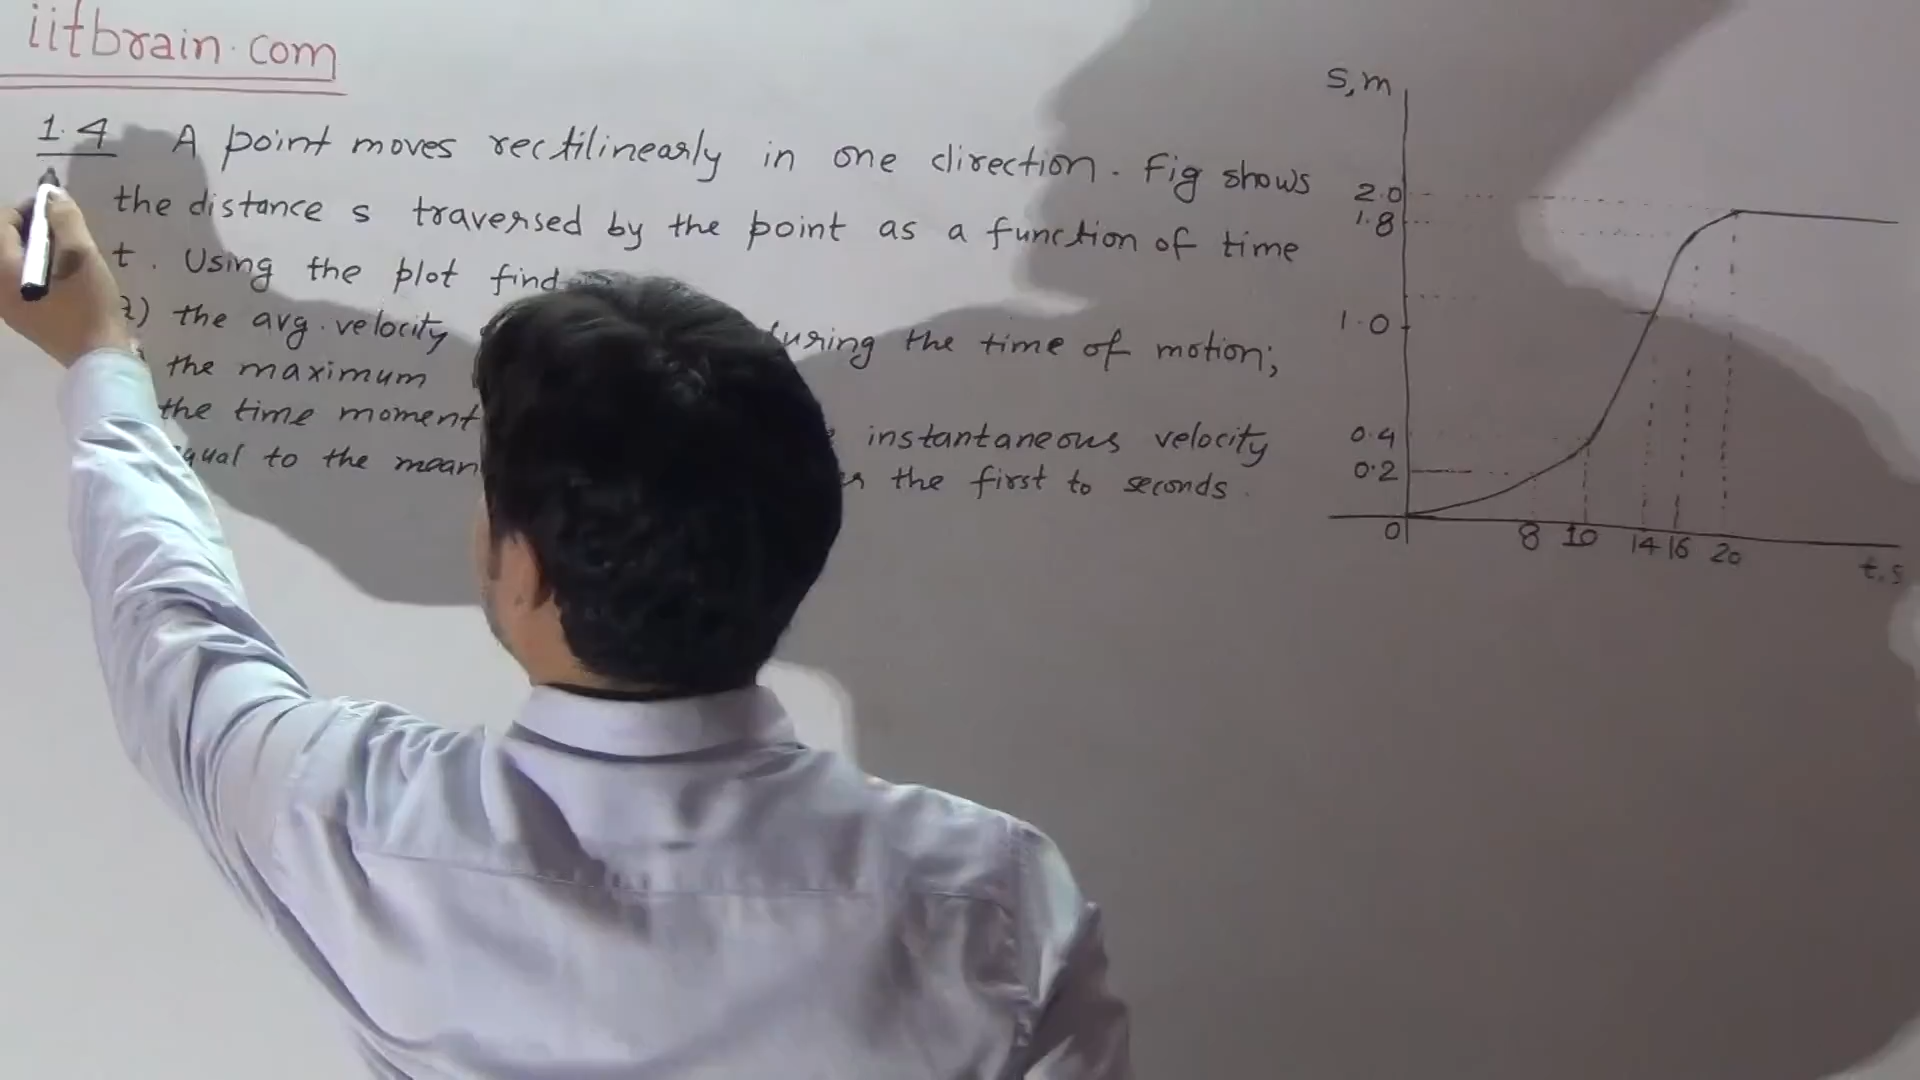 iitbrain.com
1.4 A point moves rectilinearly in one direction. Fig shows
the distance s traversed by the point as a function of time
t. Using the plot find
the avg. velocity during the time of motion;
the maximum
the time moment instantaneous velocity
equal to the mean the first to seconds.
S,m
2.0
1.8
1.0
0.4
0.2
0 8 10 14 16 20
t,s